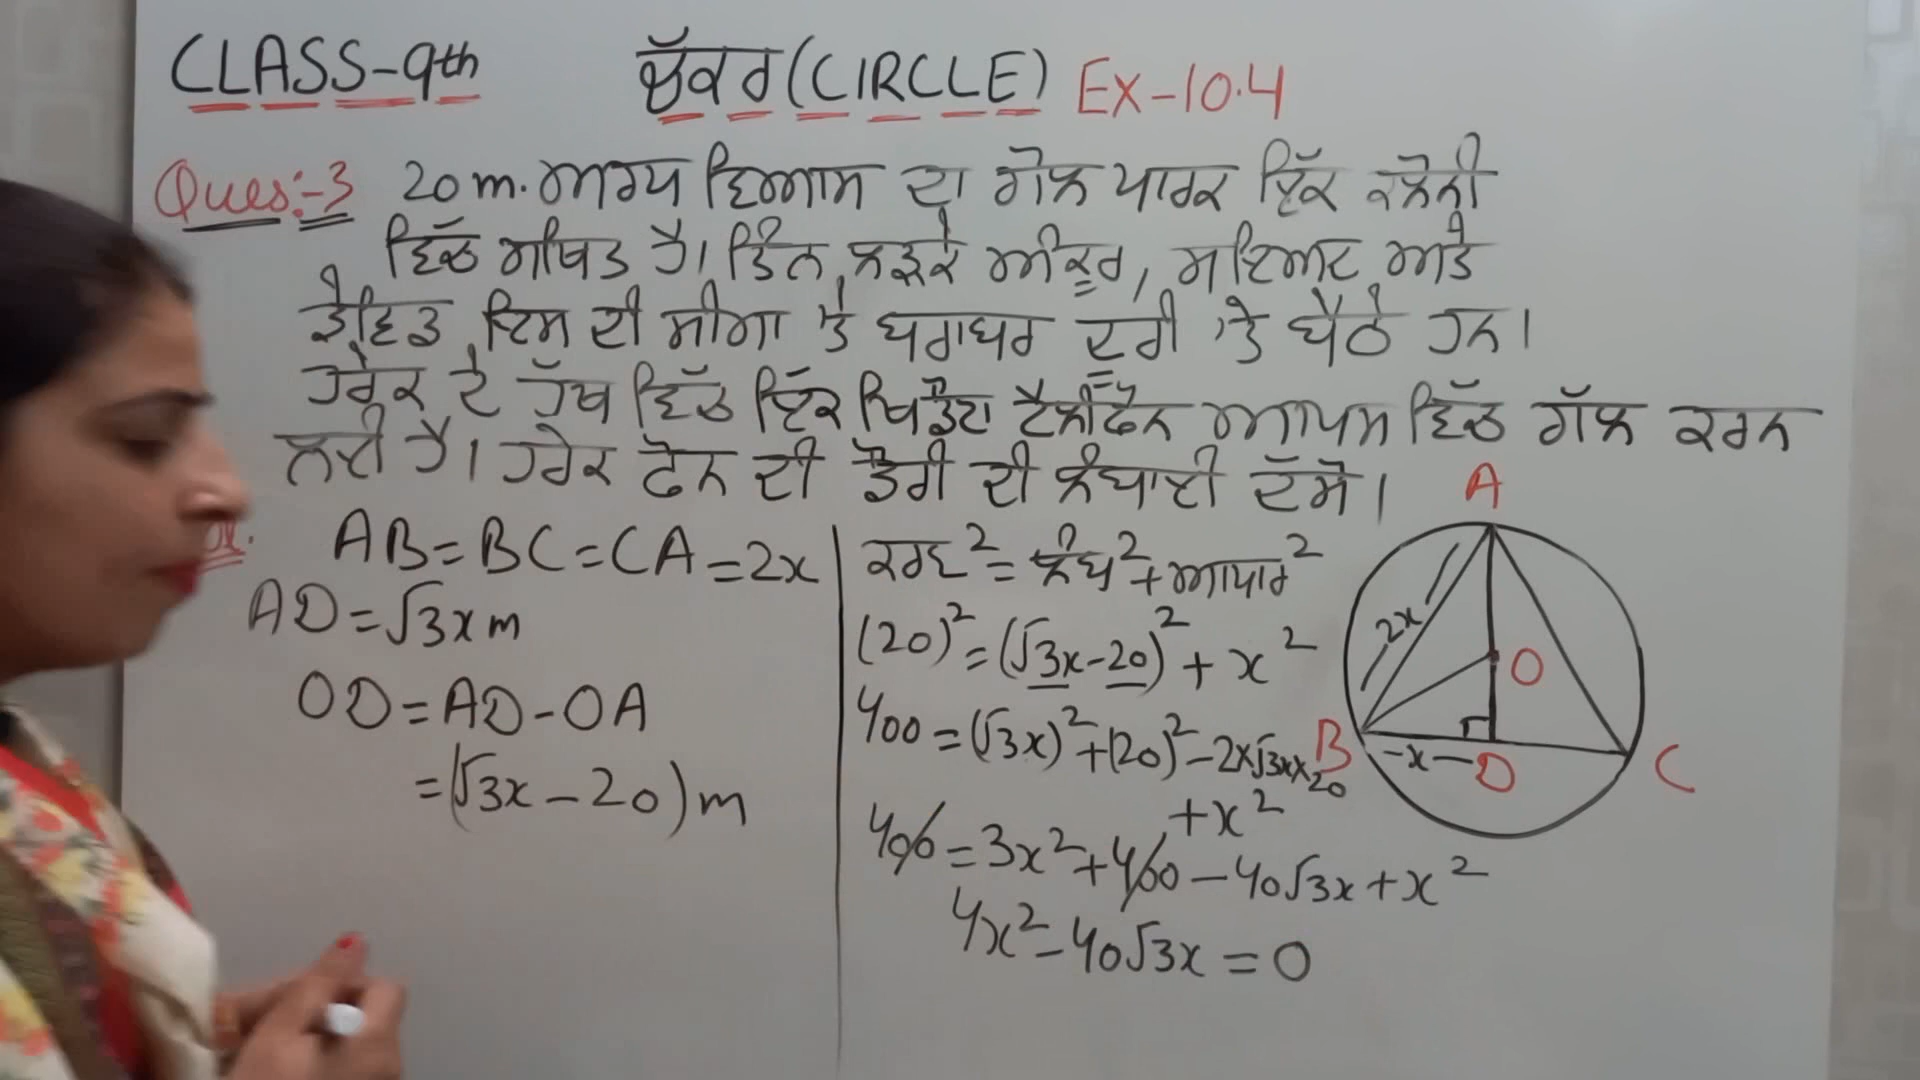 CLASS-9th ਚੱਕਰ (CIRCLE) EX-10.4
Ques:-3 20 m. ਅਰਧ ਵਿਆਸ ਦਾ ਗੋਲ ਪਾਰਕ ਇੱਕ ਕਲੋਨੀ
ਵਿੱਚ ਸਥਿਤ ਹੈ। ਤਿੰਨ ਲੜਕੇ ਅੰਕੁਰ, ਸਇਅਦ ਅਤੇ
ਡੇਵਿਡ ਇਸ ਦੀ ਸੀਮਾ 'ਤੇ ਬਰਾਬਰ ਦੂਰੀ 'ਤੇ ਬੈਠੇ ਹਨ।
ਹਰੇਕ ਦੇ ਹੱਥ ਵਿੱਚ ਇੱਕ ਖਿਡੌਣਾ ਟੈਲੀਫੋਨ ਆਪਸ ਵਿੱਚ ਗੱਲ ਕਰਨ
ਲਈ ਹੈ। ਹਰੇਕ ਫੋਨ ਦੀ ਡੋਰੀ ਦੀ ਲੰਬਾਈ ਦੱਸੋ।
AB = BC = CA = 2x
AD = √3x m
OD = AD - OA
= (√3x - 20) m
ਕਰਣ² = ਲੰਬ² + ਆਧਾਰ²
(20)² = (√3x - 20)² + x²
400 = (√3x)² + (20)² - 2×√3x×20
+ x²
400 = 3x² + 400 - 40√3x + x²
4x² - 40√3x = 0
A
2x
O
B
-x-
D
C